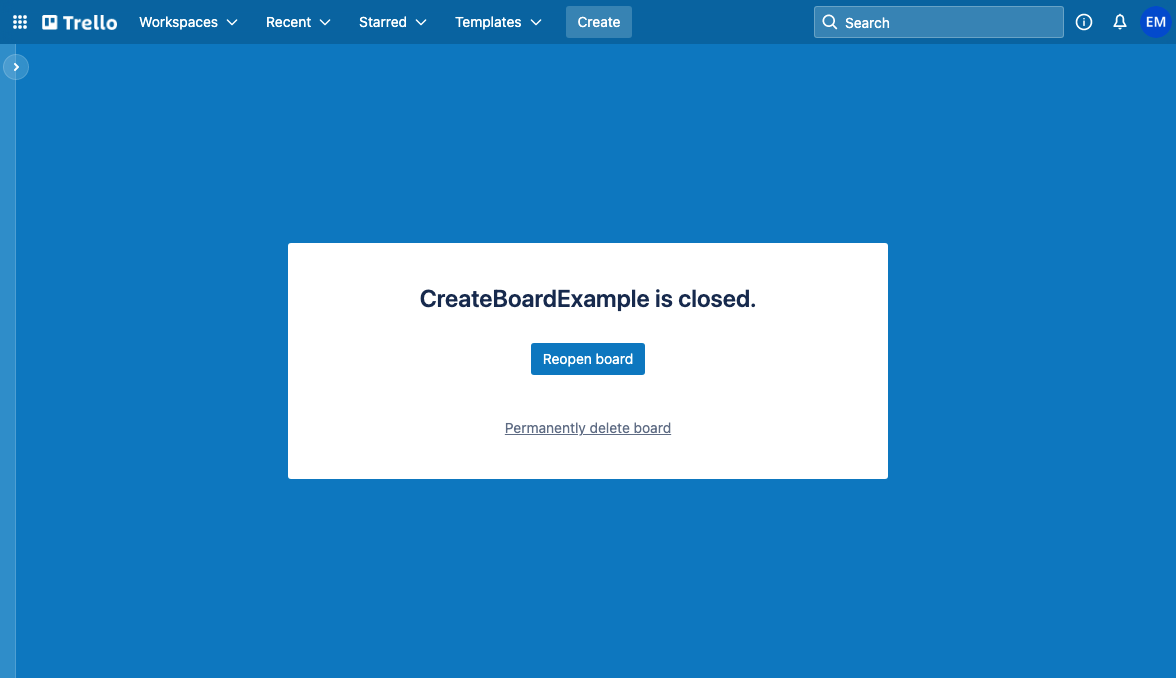 Trello Workspaces Recent Starred Templates Create Search EM
CreateBoardExample is closed.
Reopen board
Permanently delete board